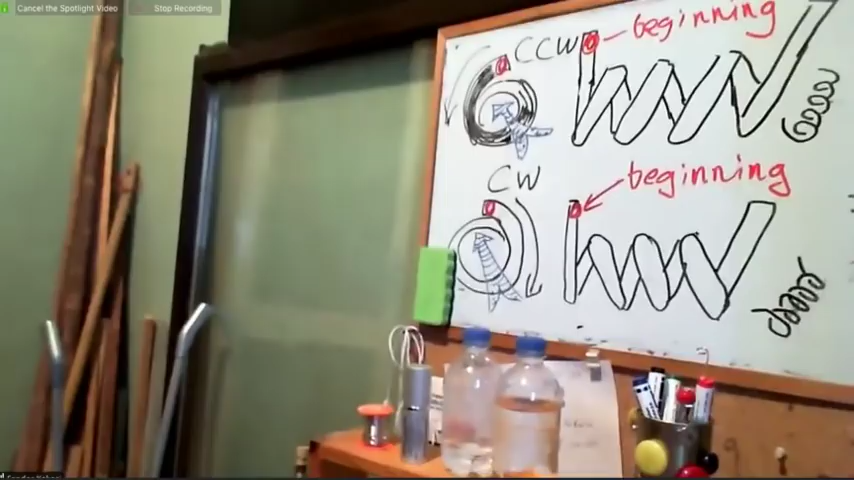 Cancel the Spotlight Video
Stop Recording
CCW
beginning
CW
beginning